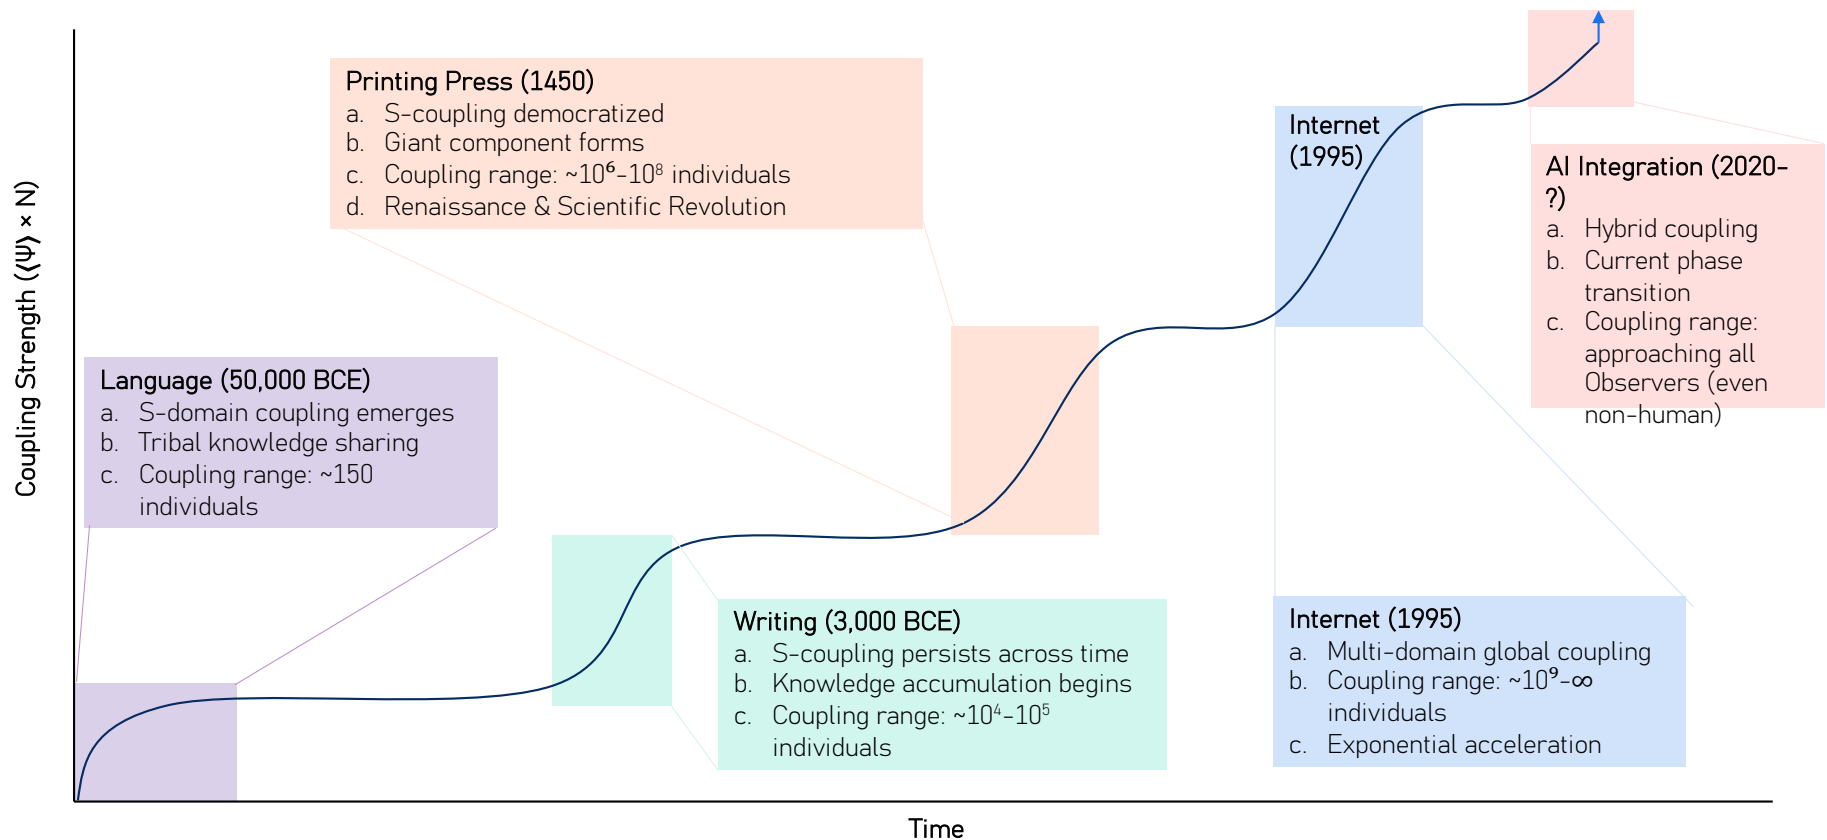 Printing Press (1450)
a. S-coupling democratized
b. Giant component forms
c. Coupling range: ~10⁶-10⁸ individuals
d. Renaissance & Scientific Revolution
Internet
(1995)
AI Integration (2020-
?)
a. Hybrid coupling
b. Current phase
transition
c. Coupling range:
approaching all
Observers (even
non-human)
Coupling Strength (⟨Ψ⟩ × N)
Language (50,000 BCE)
a. S-domain coupling emerges
b. Tribal knowledge sharing
c. Coupling range: ~150
individuals
Writing (3,000 BCE)
a. S-coupling persists across time
b. Knowledge accumulation begins
c. Coupling range: ~10⁴-10⁵
individuals
Internet (1995)
a. Multi-domain global coupling
b. Coupling range: ~10⁹-∞
individuals
c. Exponential acceleration
Time